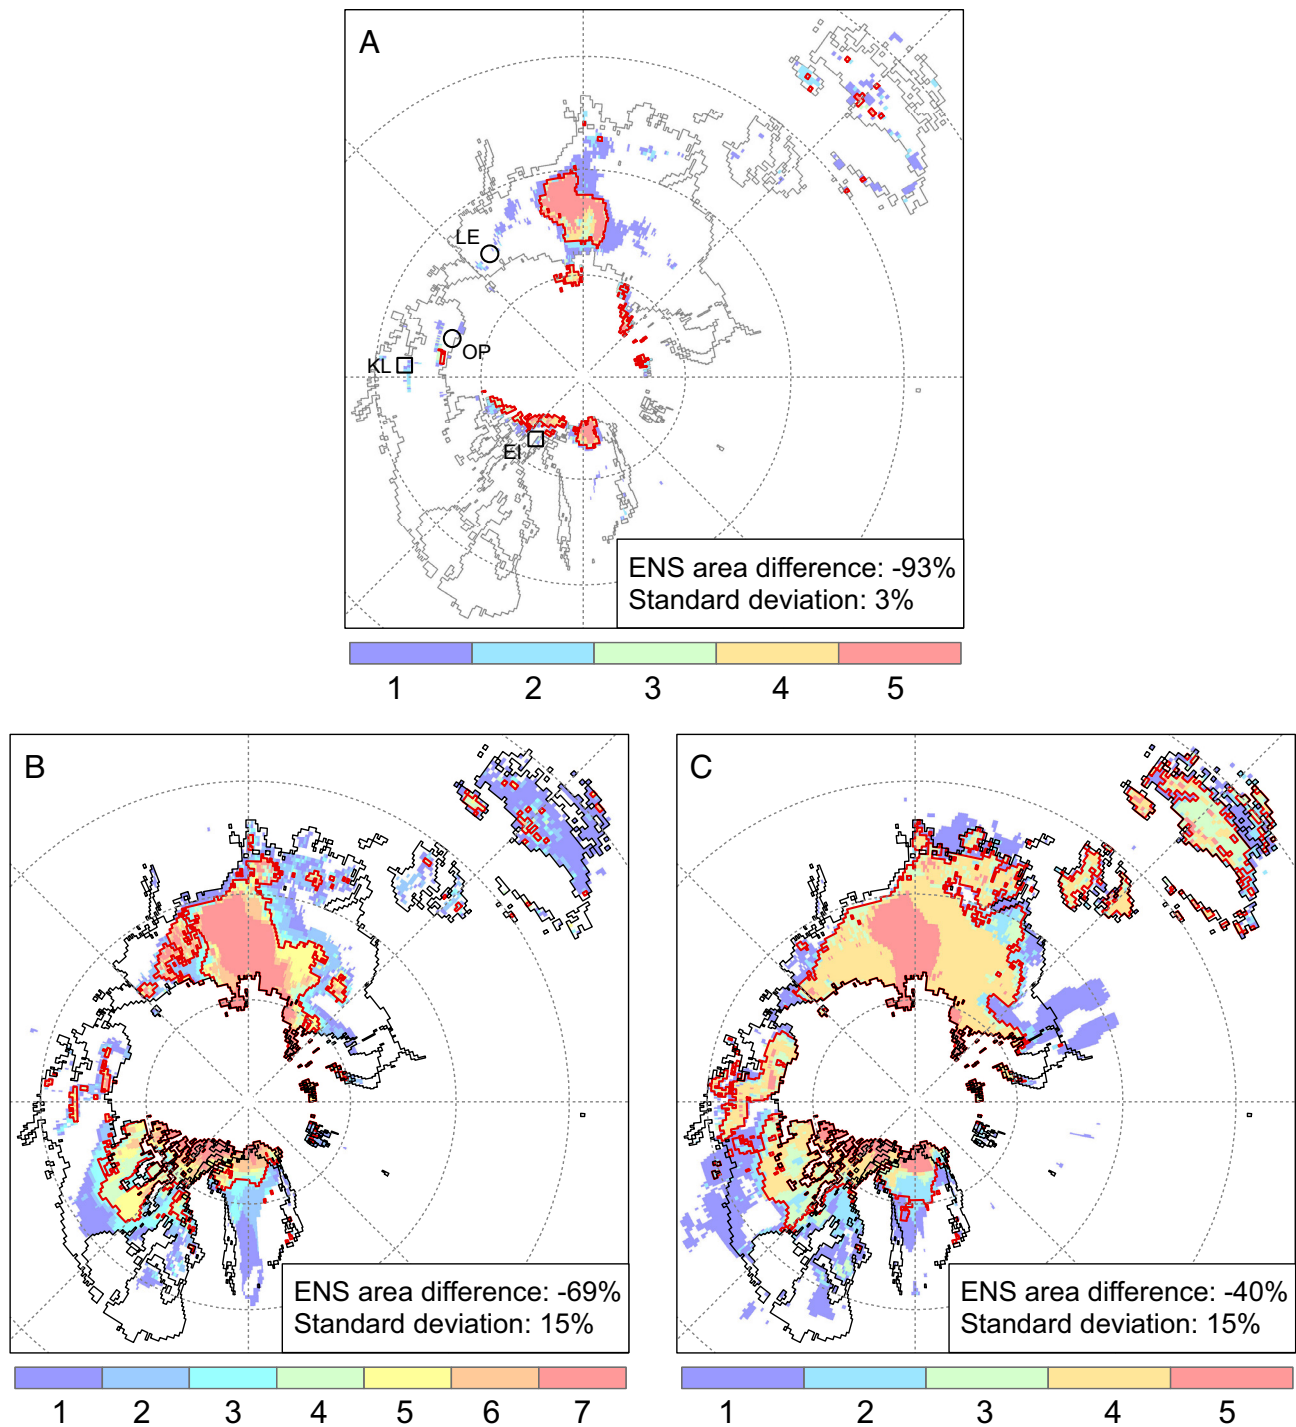 A
LE
OP
KL
EI
ENS area difference: -93%
Standard deviation: 3%
1 2 3 4 5
B
ENS area difference: -69%
Standard deviation: 15%
1 2 3 4 5 6 7
C
ENS area difference: -40%
Standard deviation: 15%
1 2 3 4 5